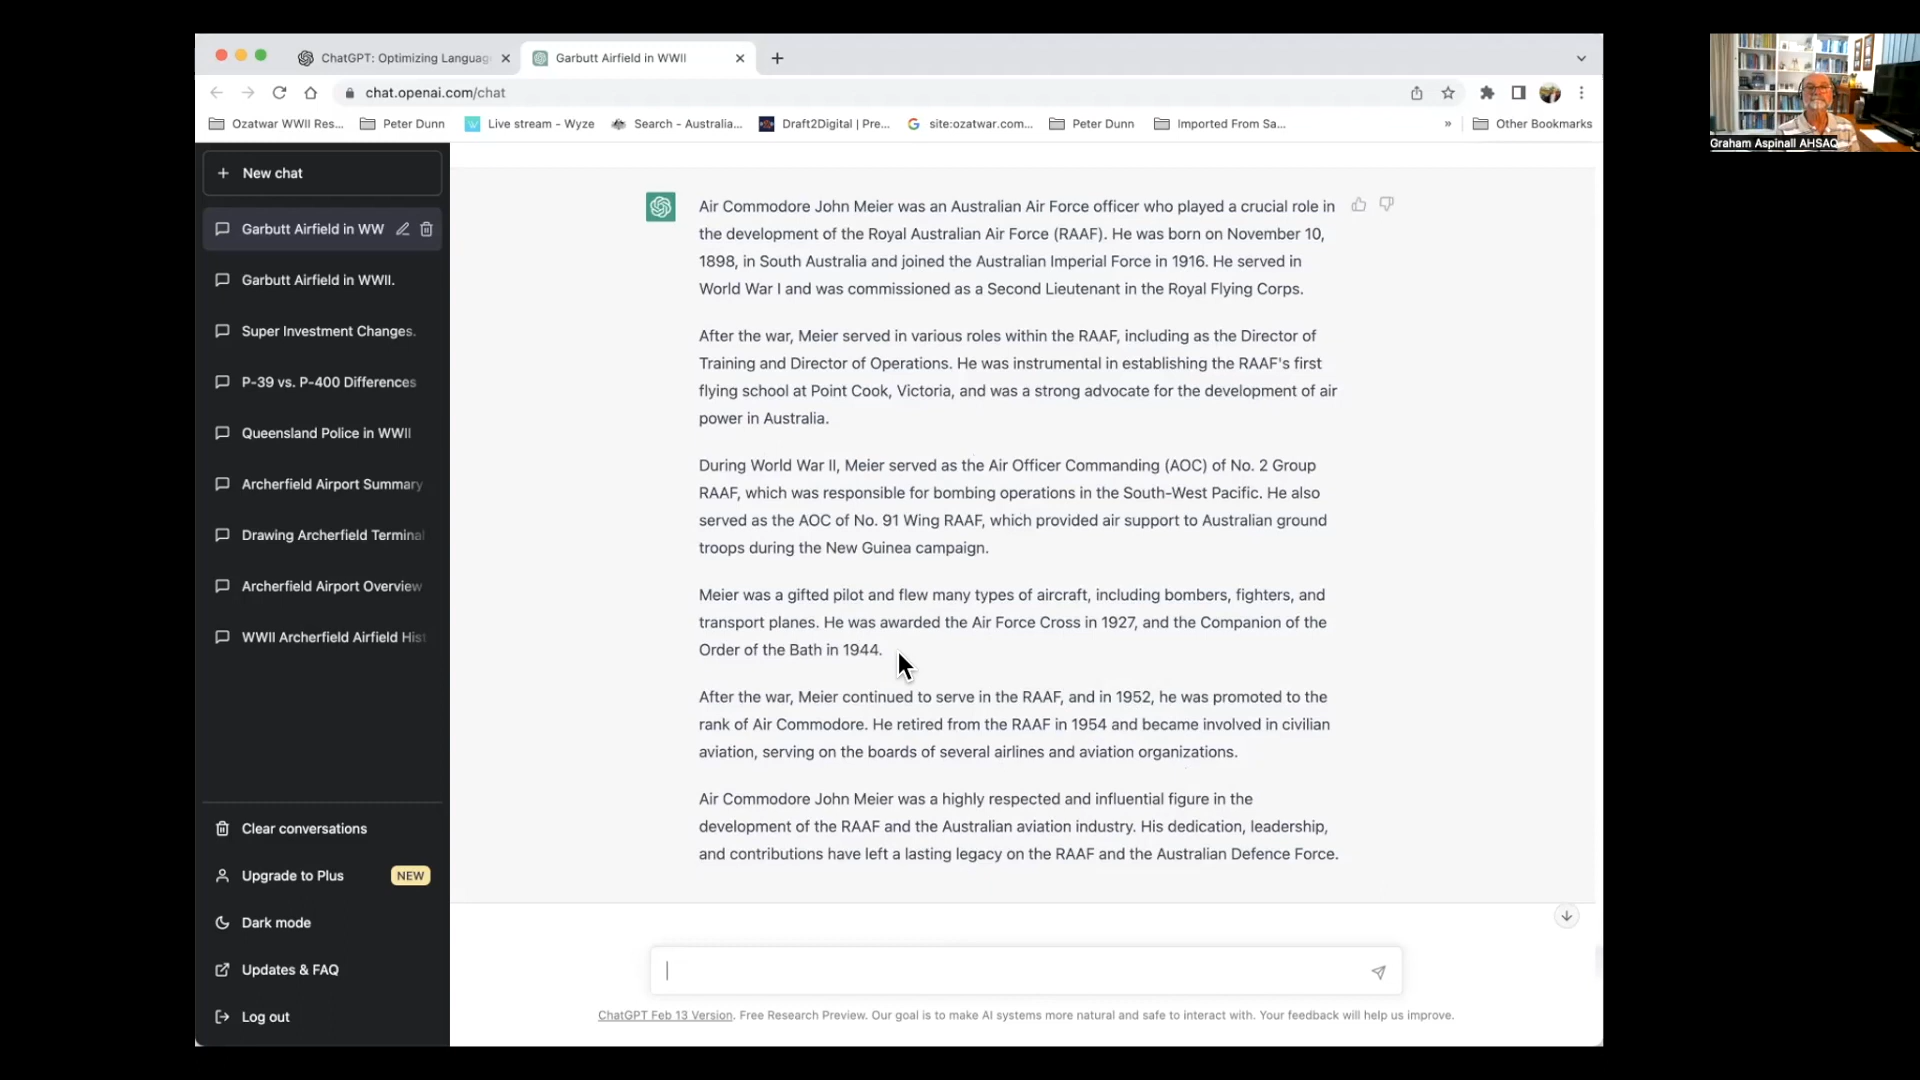 ChatGPT: Optimizing Languag
Garbutt Airfield in WWII
chat.openai.com/chat
Ozatwar WWII Res...
Peter Dunn
Live stream - Wyze
Search - Australia...
Draft2Digital | Pre...
site:ozatwar.com...
Peter Dunn
Imported From Sa...
»
Other Bookmarks
Graham Aspinall AHSAQ
+ New chat
Garbutt Airfield in WW
Garbutt Airfield in WWII.
Super Investment Changes.
P-39 vs. P-400 Differences
Queensland Police in WWII
Archerfield Airport Summary
Drawing Archerfield Terminal
Archerfield Airport Overview
WWII Archerfield Airfield His
Clear conversations
Upgrade to Plus NEW
Dark mode
Updates & FAQ
Log out
Air Commodore John Meier was an Australian Air Force officer who played a crucial role in
the development of the Royal Australian Air Force (RAAF). He was born on November 10,
1898, in South Australia and joined the Australian Imperial Force in 1916. He served in
World War I and was commissioned as a Second Lieutenant in the Royal Flying Corps.
After the war, Meier served in various roles within the RAAF, including as the Director of
Training and Director of Operations. He was instrumental in establishing the RAAF's first
flying school at Point Cook, Victoria, and was a strong advocate for the development of air
power in Australia.
During World War II, Meier served as the Air Officer Commanding (AOC) of No. 2 Group
RAAF, which was responsible for bombing operations in the South-West Pacific. He also
served as the AOC of No. 91 Wing RAAF, which provided air support to Australian ground
troops during the New Guinea campaign.
Meier was a gifted pilot and flew many types of aircraft, including bombers, fighters, and
transport planes. He was awarded the Air Force Cross in 1927, and the Companion of the
Order of the Bath in 1944.
After the war, Meier continued to serve in the RAAF, and in 1952, he was promoted to the
rank of Air Commodore. He retired from the RAAF in 1954 and became involved in civilian
aviation, serving on the boards of several airlines and aviation organizations.
Air Commodore John Meier was a highly respected and influential figure in the
development of the RAAF and the Australian aviation industry. His dedication, leadership,
and contributions have left a lasting legacy on the RAAF and the Australian Defence Force.
ChatGPT Feb 13 Version. Free Research Preview. Our goal is to make AI systems more natural and safe to interact with. Your feedback will help us improve.